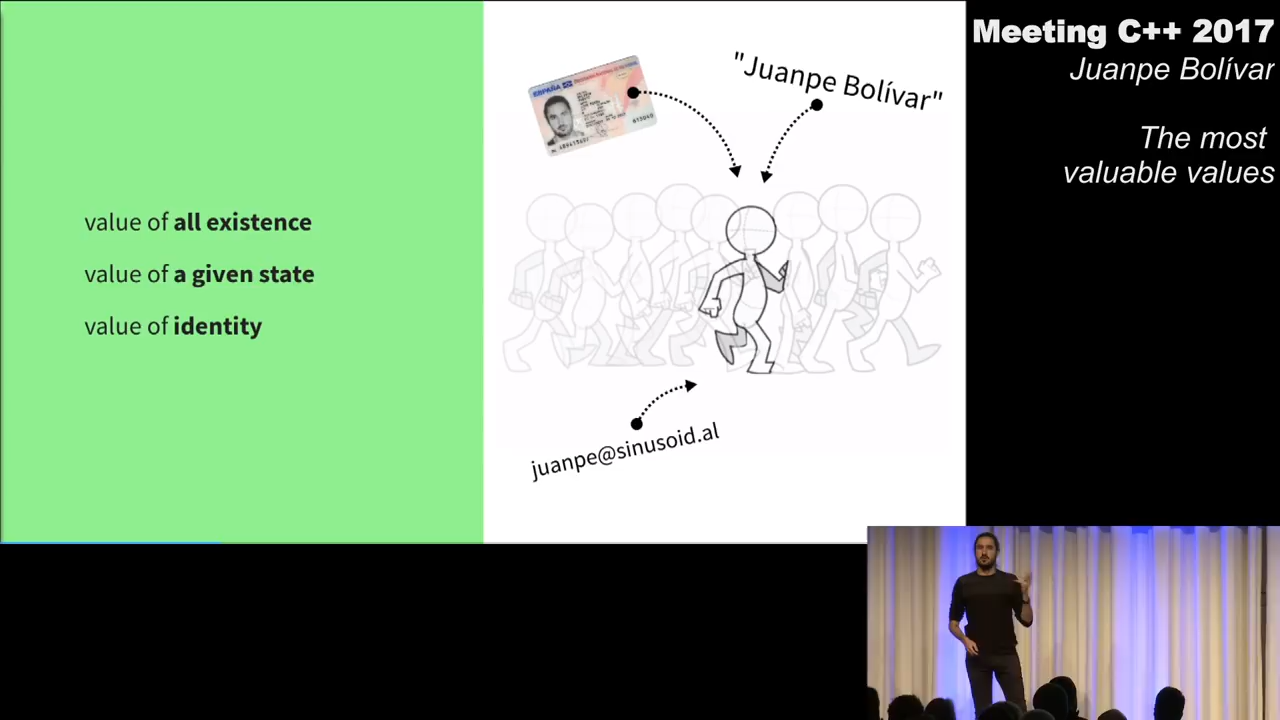 value of all existence
value of a given state
value of identity
ESPAÑA
"Juanpe Bolívar"
juanpe@sinusoid.al
Meeting C++ 2017
Juanpe Bolívar
The most
valuable values